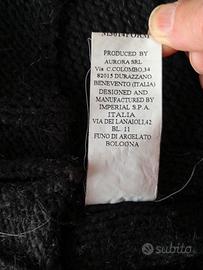 MS014FORM
PRODUCED BY
AURORA SRL
Via C.COLOMBO,34
82015 DURAZZANO
BENEVENTO (ITALIA)
DESIGNED AND
MANUFACTURED BY
IMPERIAL S.P.A.
ITALIA
VIA DEI LANAIOLI,42
BL. 11
FUNO DI ARGELATO
BOLOGNA
subito